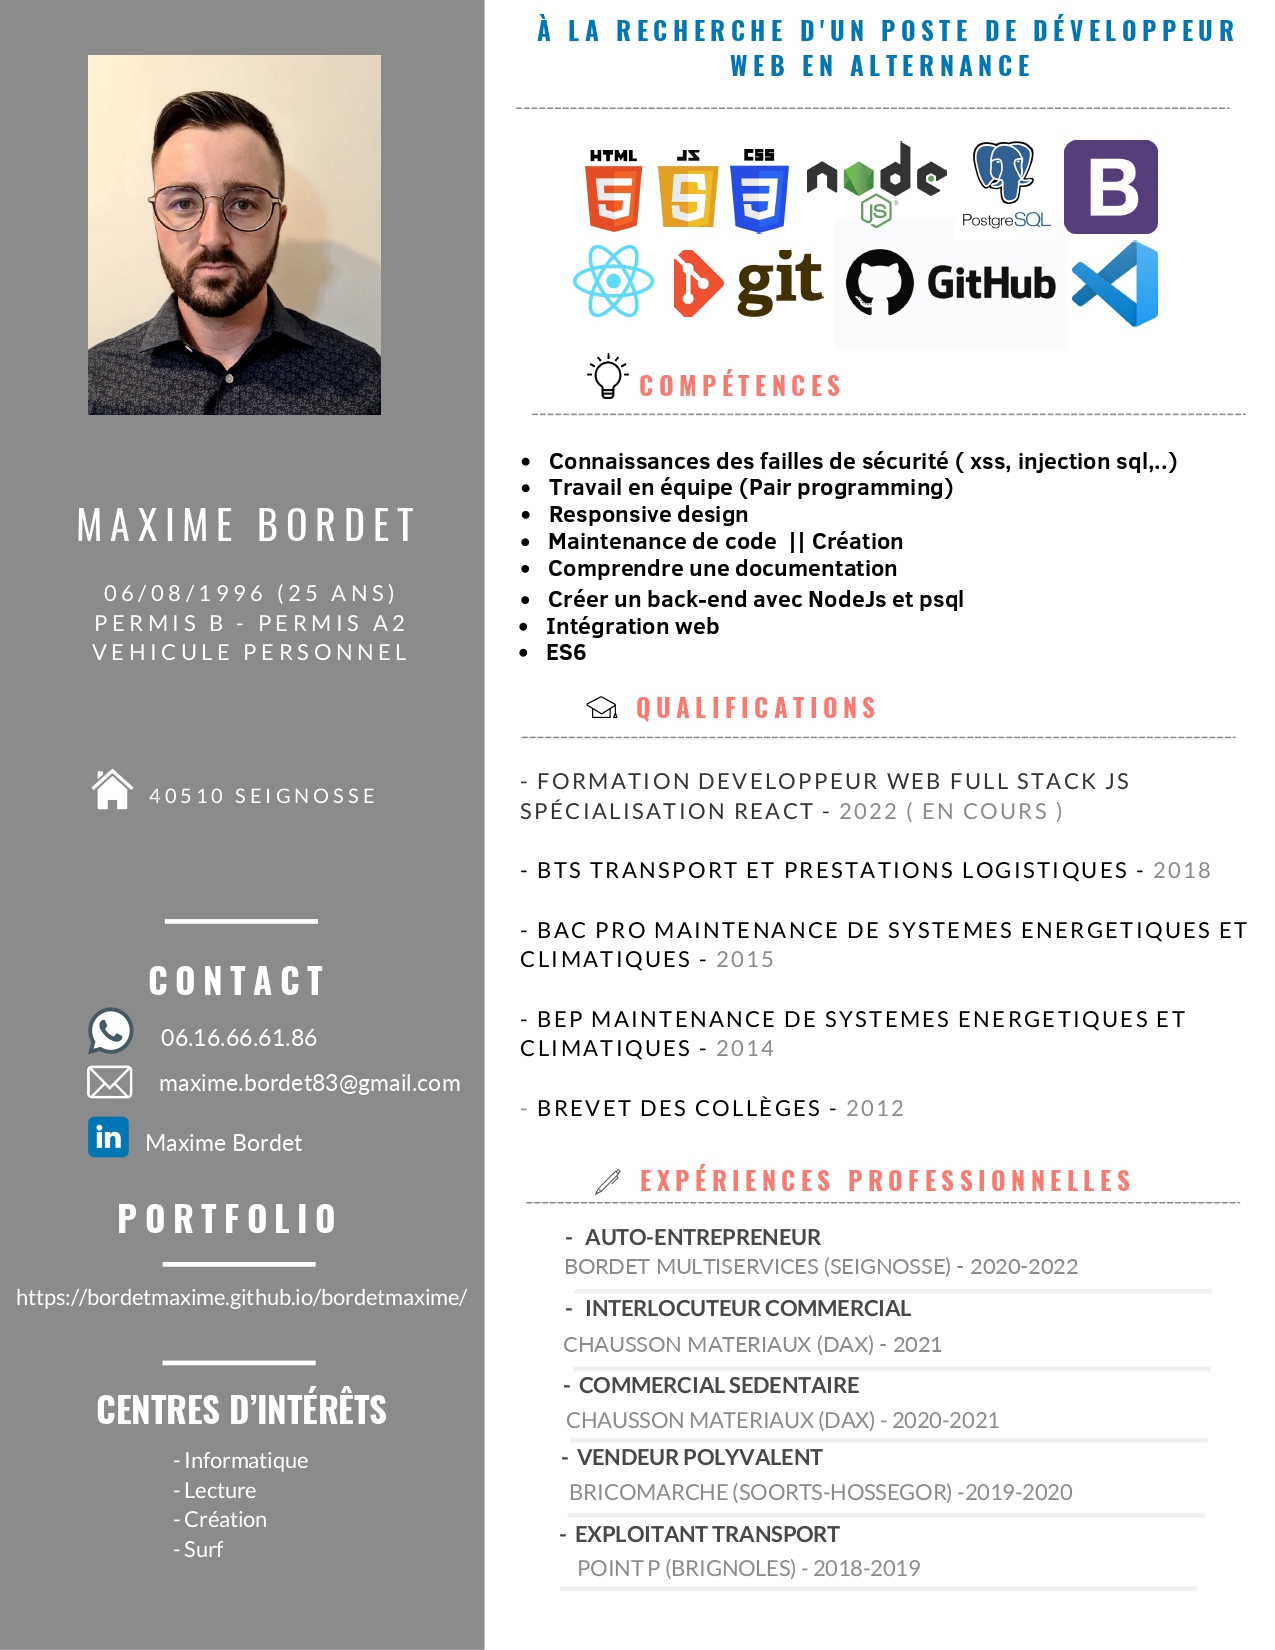 À LA RECHERCHE D'UN POSTE DE DÉVELOPPEUR
WEB EN ALTERNANCE
HTML
5
JS
5
CSS
3
node
JS
PostgreSQL
B
git
GitHub
COMPÉTENCES
• Connaissances des failles de sécurité ( xss, injection sql,..)
• Travail en équipe (Pair programming)
• Responsive design
• Maintenance de code || Création
• Comprendre une documentation
• Créer un back-end avec NodeJs et psql
• Intégration web
• ES6
QUALIFICATIONS
- FORMATION DEVELOPPEUR WEB FULL STACK JS
SPÉCIALISATION REACT - 2022 ( EN COURS )
- BTS TRANSPORT ET PRESTATIONS LOGISTIQUES - 2018
- BAC PRO MAINTENANCE DE SYSTEMES ENERGETIQUES ET
CLIMATIQUES - 2015
- BEP MAINTENANCE DE SYSTEMES ENERGETIQUES ET
CLIMATIQUES - 2014
- BREVET DES COLLÈGES - 2012
EXPÉRIENCES PROFESSIONNELLES
- AUTO-ENTREPRENEUR
BORDET MULTISERVICES (SEIGNOSSE) - 2020-2022
- INTERLOCUTEUR COMMERCIAL
CHAUSSON MATERIAUX (DAX) - 2021
- COMMERCIAL SEDENTAIRE
CHAUSSON MATERIAUX (DAX) - 2020-2021
- VENDEUR POLYVALENT
BRICOMARCHE (SOORTS-HOSSEGOR) -2019-2020
- EXPLOITANT TRANSPORT
POINT P (BRIGNOLES) - 2018-2019
MAXIME BORDET
06/08/1996 (25 ANS)
PERMIS B - PERMIS A2
VEHICULE PERSONNEL
40510 SEIGNOSSE
CONTACT
06.16.66.61.86
maxime.bordet83@gmail.com
in Maxime Bordet
PORTFOLIO
https://bordetmaxime.github.io/bordetmaxime/
CENTRES D'INTÉRÊTS
- Informatique
- Lecture
- Création
- Surf